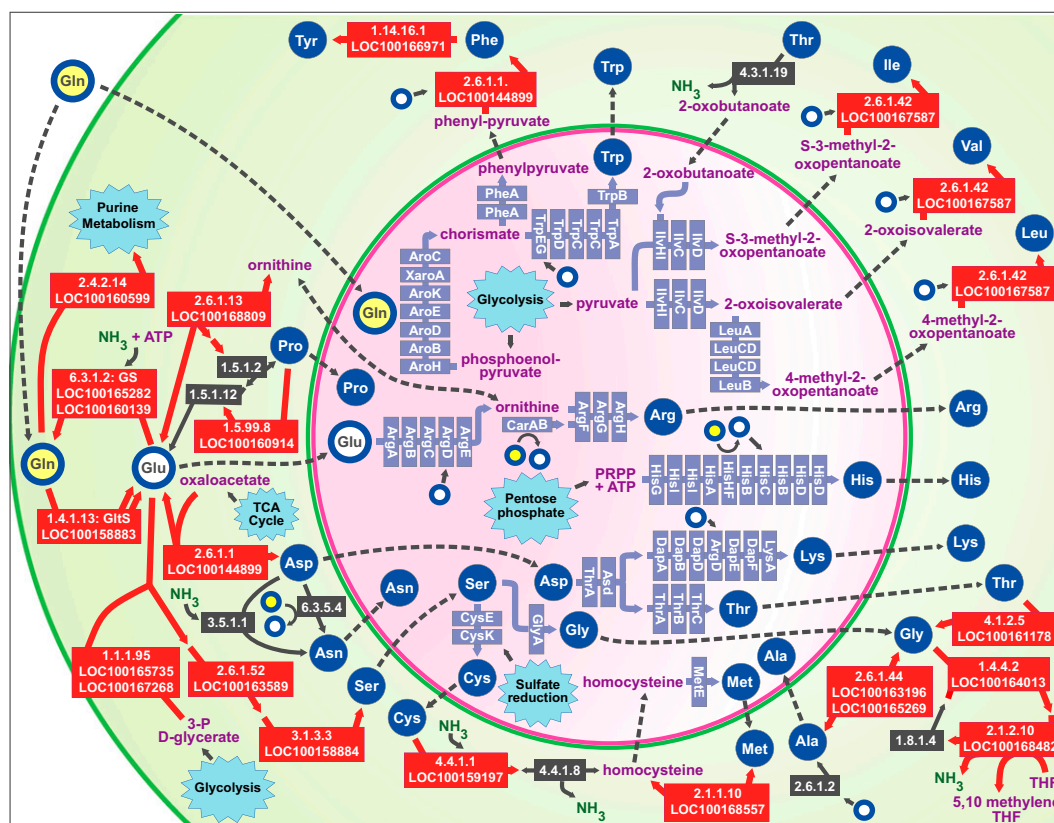 Tyr
1.14.16.1
LOC100166971
Phe
Thr
Gln
2.6.1.1.
LOC100144899
phenyl-pyruvate
Trp
4.3.1.19
NH3
2-oxobutanoate
Ile
2.6.1.42
LOC100167587
S-3-methyl-2-
oxopentanoate
Val
2.6.1.42
LOC100167587
2-oxoisovalerate
Leu
2.6.1.42
LOC100167587
4-methyl-2-
oxopentanoate
Purine
Metabolism
2.4.2.14
LOC100160599
ornithine
2.6.1.13
LOC100168809
NH3 + ATP
6.3.1.2: GS
LOC100165282
LOC100160139
1.5.1.2
Pro
1.5.1.12
1.5.99.8
LOC100160914
Gln
Glu
oxaloacetate
1.4.1.13: GltS
LOC100158883
TCA
Cycle
2.6.1.1
LOC100144899
Asp
NH3
3.5.1.1
6.3.5.4
Asn
Asn
1.1.1.95
LOC100165735
LOC100167268
2.6.1.52
LOC100163589
Ser
3-P
D-glycerate
3.1.3.3
LOC100158884
Glycolysis
phenylpyruvate
PheA
PheA
chorismate
AroC
XaroA
AroK
AroE
AroD
AroB
AroH
Gln
Trp
TrpB
TrpEG
TrpD
TrpC
TrpC
TrpA
Glycolysis
pyruvate
phosphoenol-
pyruvate
2-oxobutanoate
IlvHI
IlvC
IlvD
S-3-methyl-2-
oxopentanoate
IlvHI
IlvC
IlvD
2-oxoisovalerate
LeuA
LeuCD
LeuCD
LeuB
4-methyl-2-
oxopentanoate
Pro
Glu
ArgA
ArgB
ArgC
ArgD
ArgE
ornithine
CarAB
ArgF
ArgG
ArgH
Arg
Arg
Pentose
phosphate
PRPP
+ ATP
HisG
HisI
HisI
HisA
HisHF
HisB
HisC
HisB
HisD
HisD
His
His
Asp
ThrA
Asd
DapA
DapB
DapD
ArgD
DapE
DapF
LysA
Lys
Lys
ThrA
ThrB
ThrC
Thr
Thr
Ser
CysE
CysK
GlyA
Gly
Gly
Cys
Sulfate
reduction
homocysteine
MetE
Met
Ala
Cys
NH3
4.4.1.1
LOC100159197
4.4.1.8
NH3
homocysteine
2.1.1.10
LOC100168557
Met
Ala
2.6.1.2
2.6.1.44
LOC100163196
LOC100165269
4.1.2.5
LOC100161178
1.4.4.2
LOC100164013
1.8.1.4
2.1.2.10
LOC100168482
NH3
THF
5,10 methylene
THF